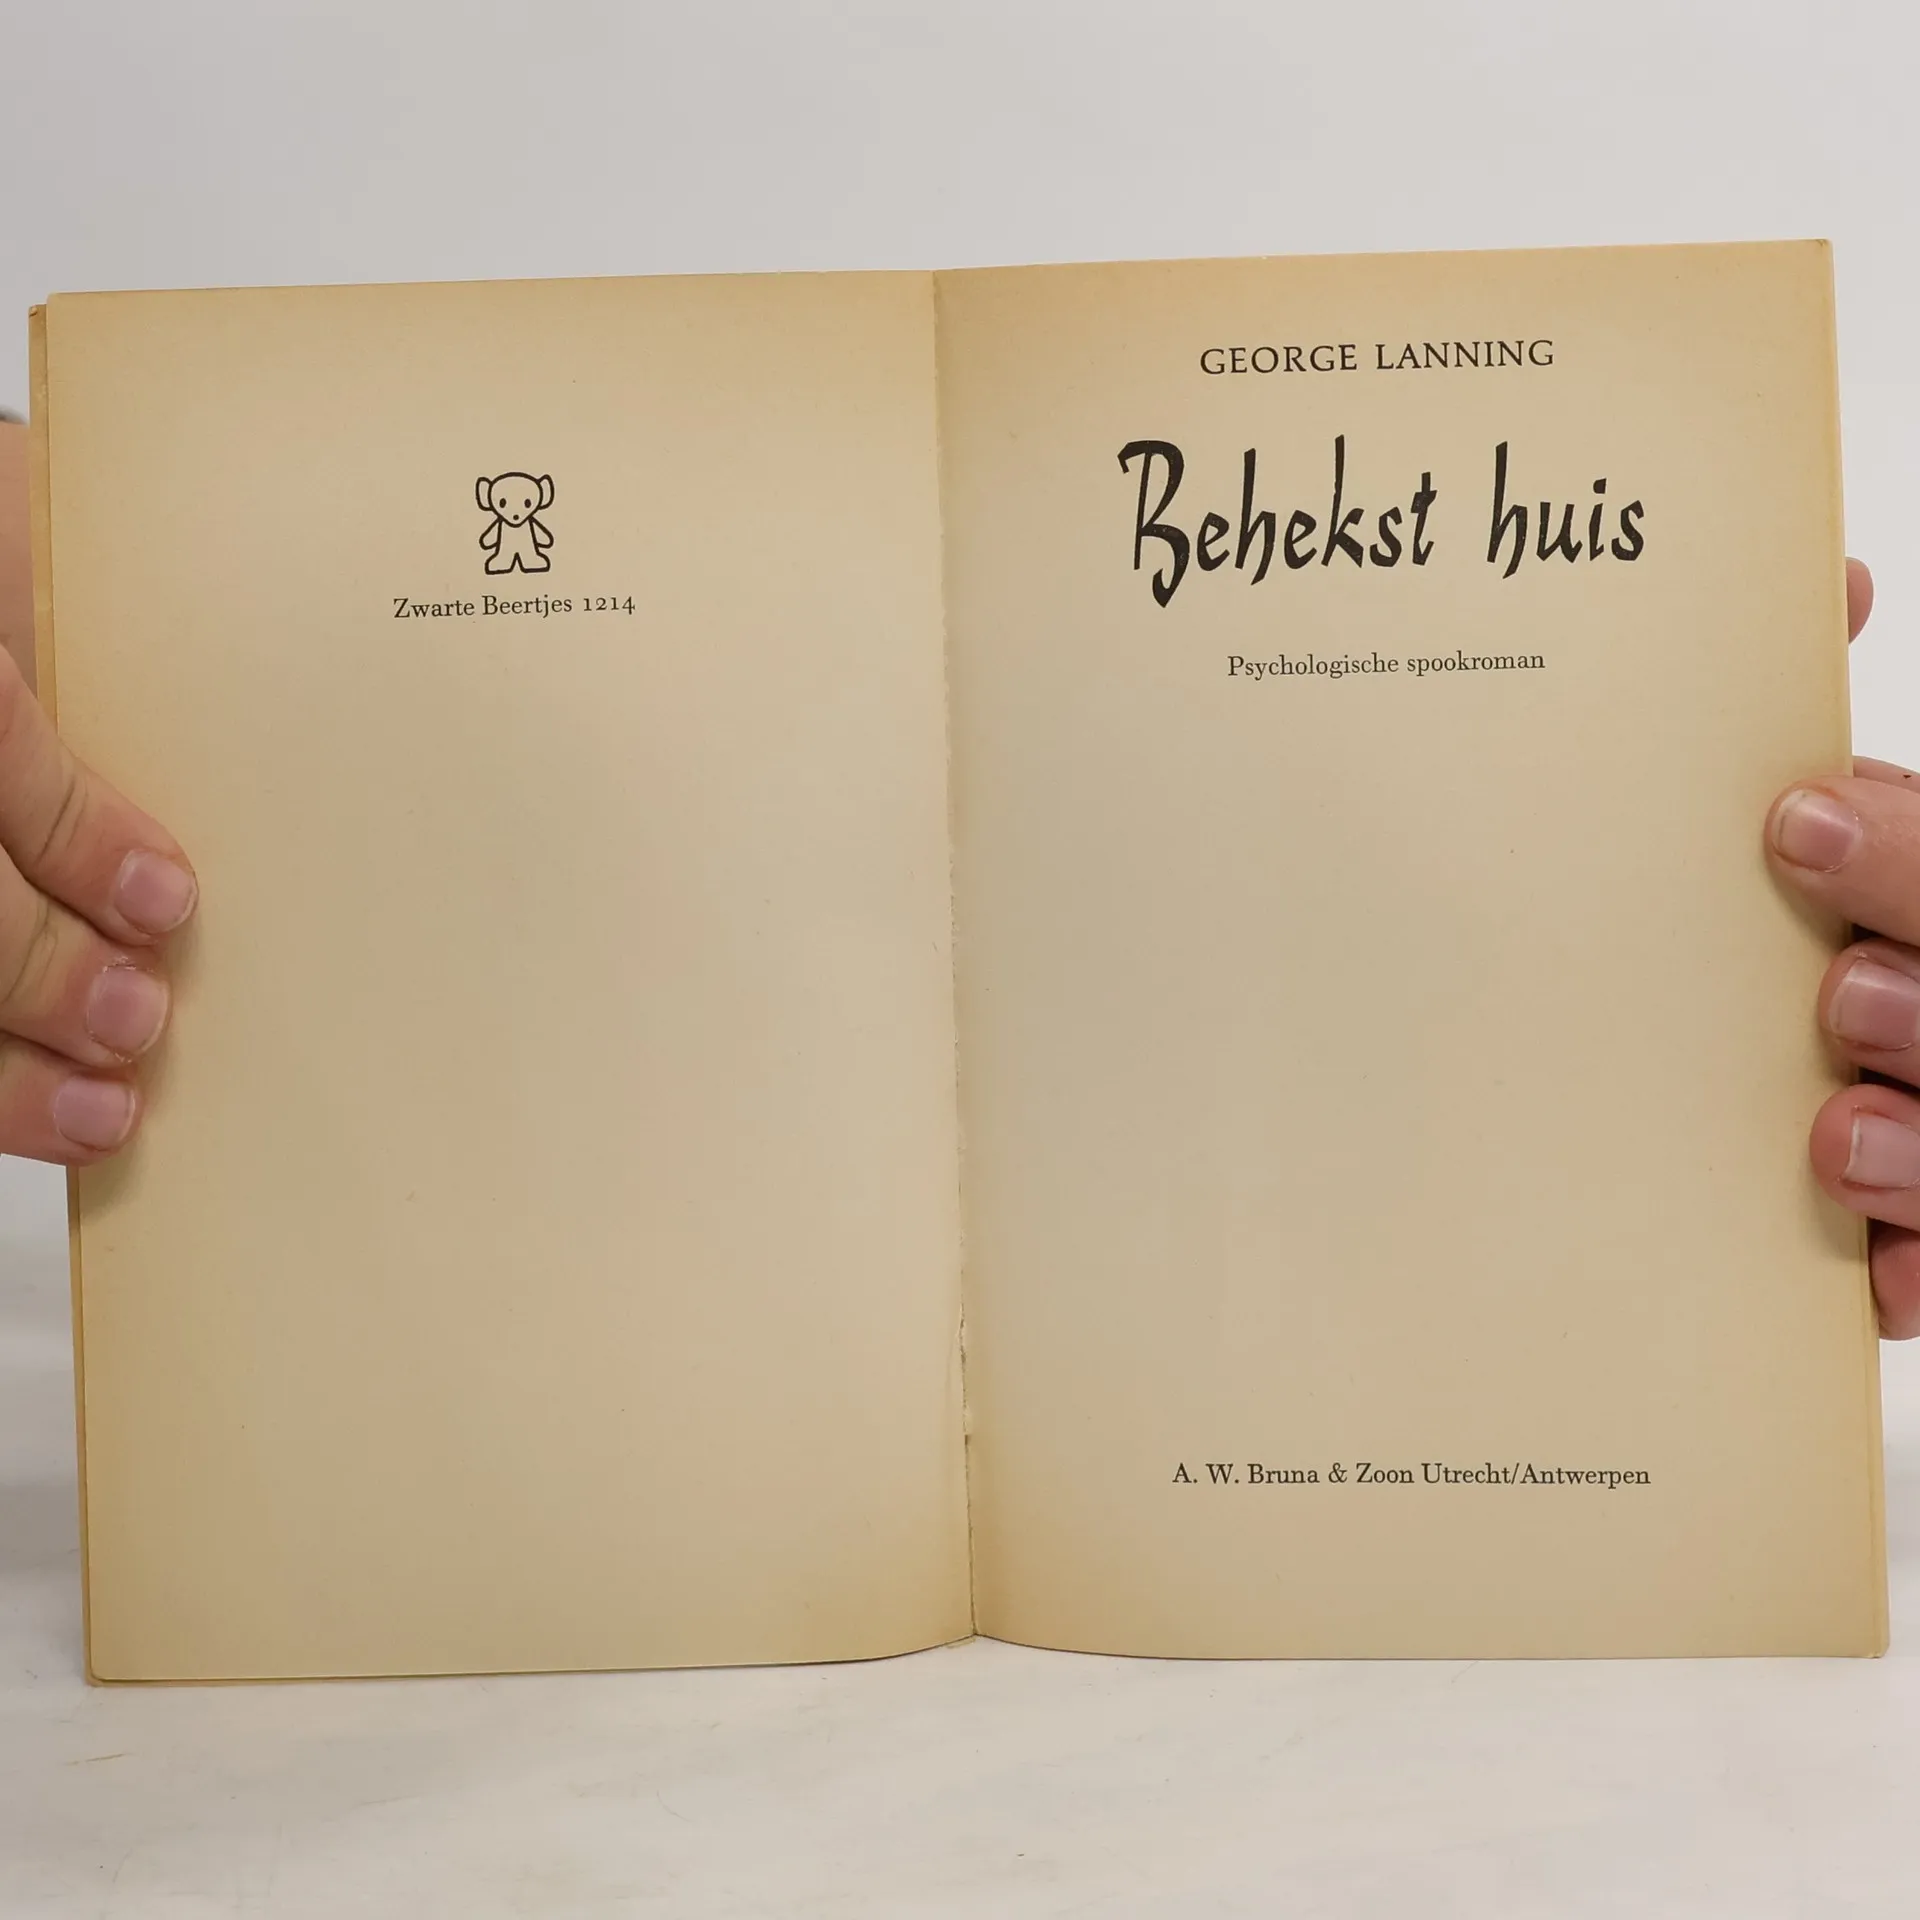 Zwarte Beertjes 1214
GEORGE LANNING
Behekst huis
Psychologische spookroman
A. W. Bruna & Zoon Utrecht/Antwerpen